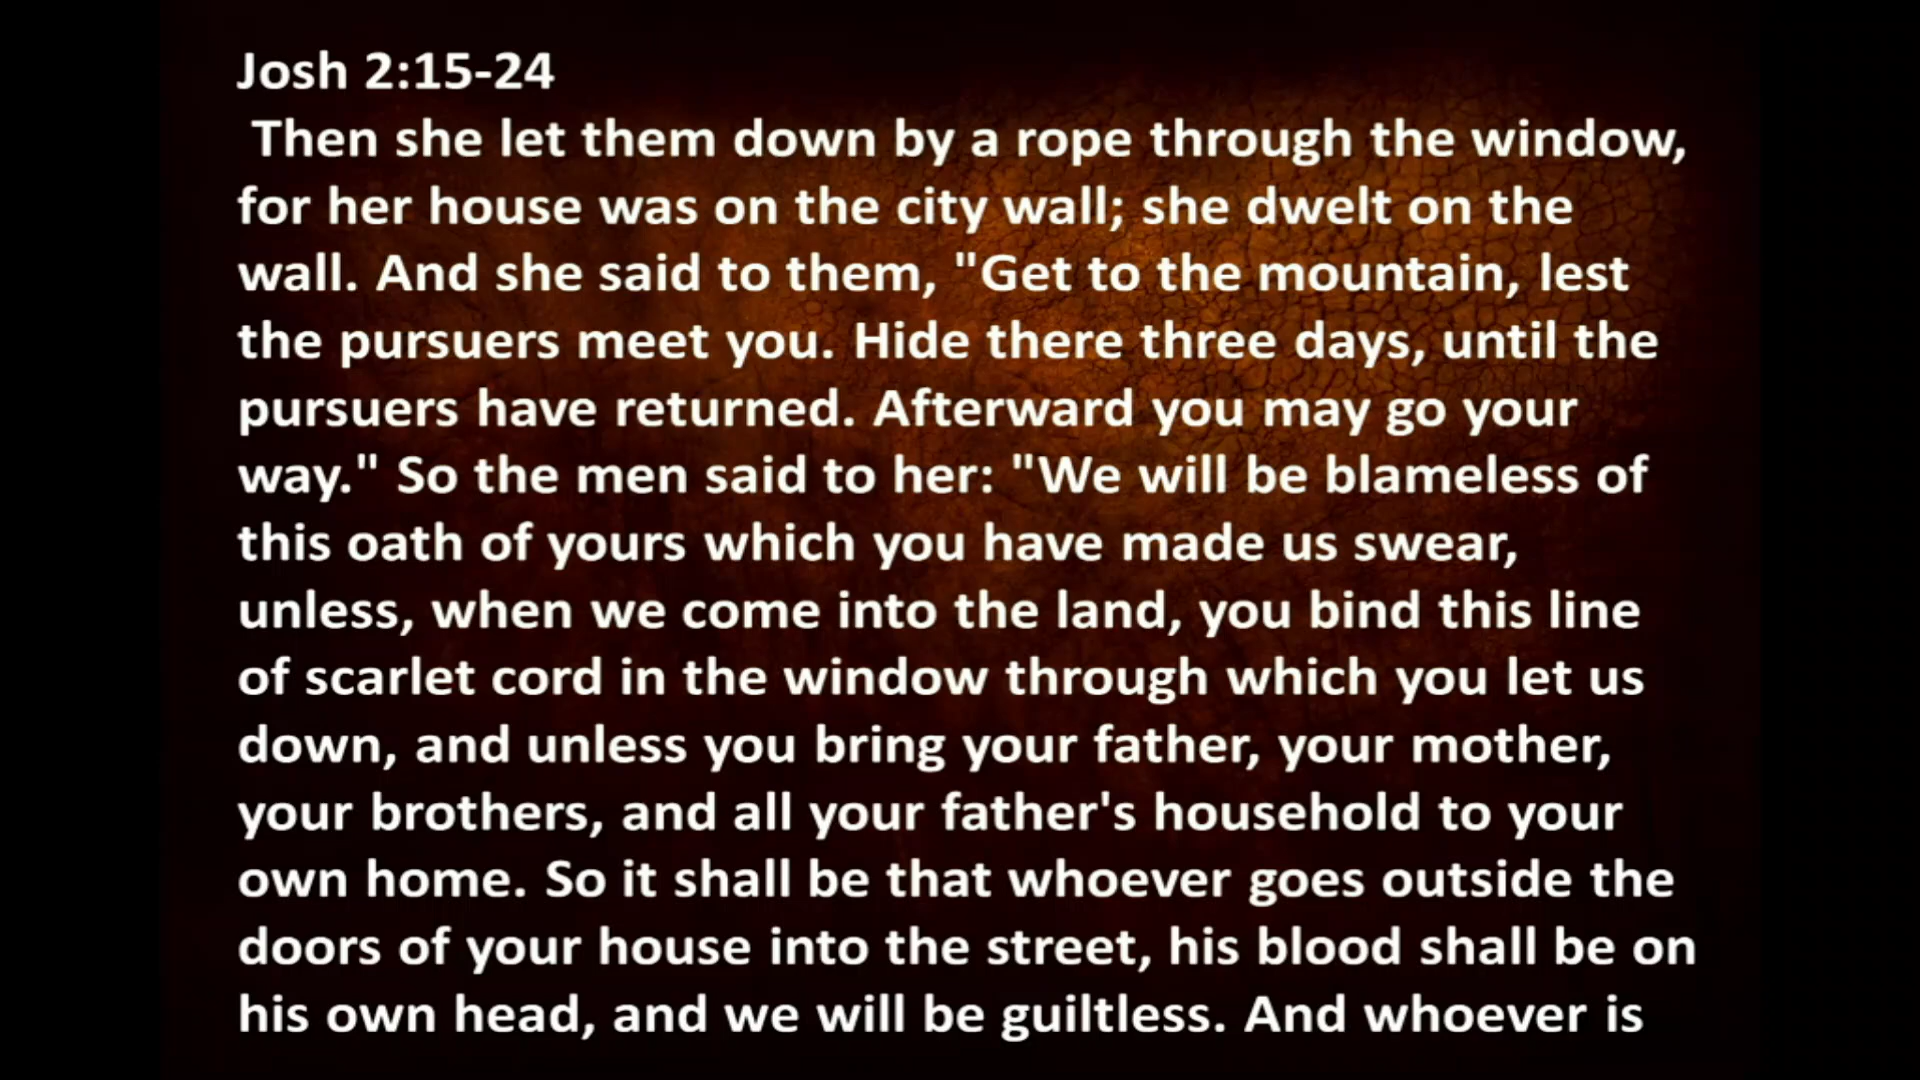 Josh 2:15-24
Then she let them down by a rope through the window,
for her house was on the city wall; she dwelt on the
wall. And she said to them, "Get to the mountain, lest
the pursuers meet you. Hide there three days, until the
pursuers have returned. Afterward you may go your
way." So the men said to her: "We will be blameless of
this oath of yours which you have made us swear,
unless, when we come into the land, you bind this line
of scarlet cord in the window through which you let us
down, and unless you bring your father, your mother,
your brothers, and all your father's household to your
own home. So it shall be that whoever goes outside the
doors of your house into the street, his blood shall be on
his own head, and we will be guiltless. And whoever is